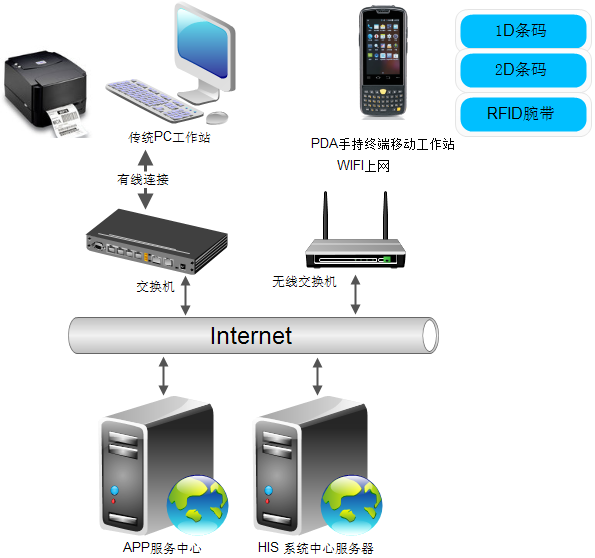 1D条码
2D条码
RFID腕带
传统PC工作站
PDA手持终端移动工作站
WIFI上网
有线连接
交换机
无线交换机
Internet
APP服务中心
HIS 系统中心服务器